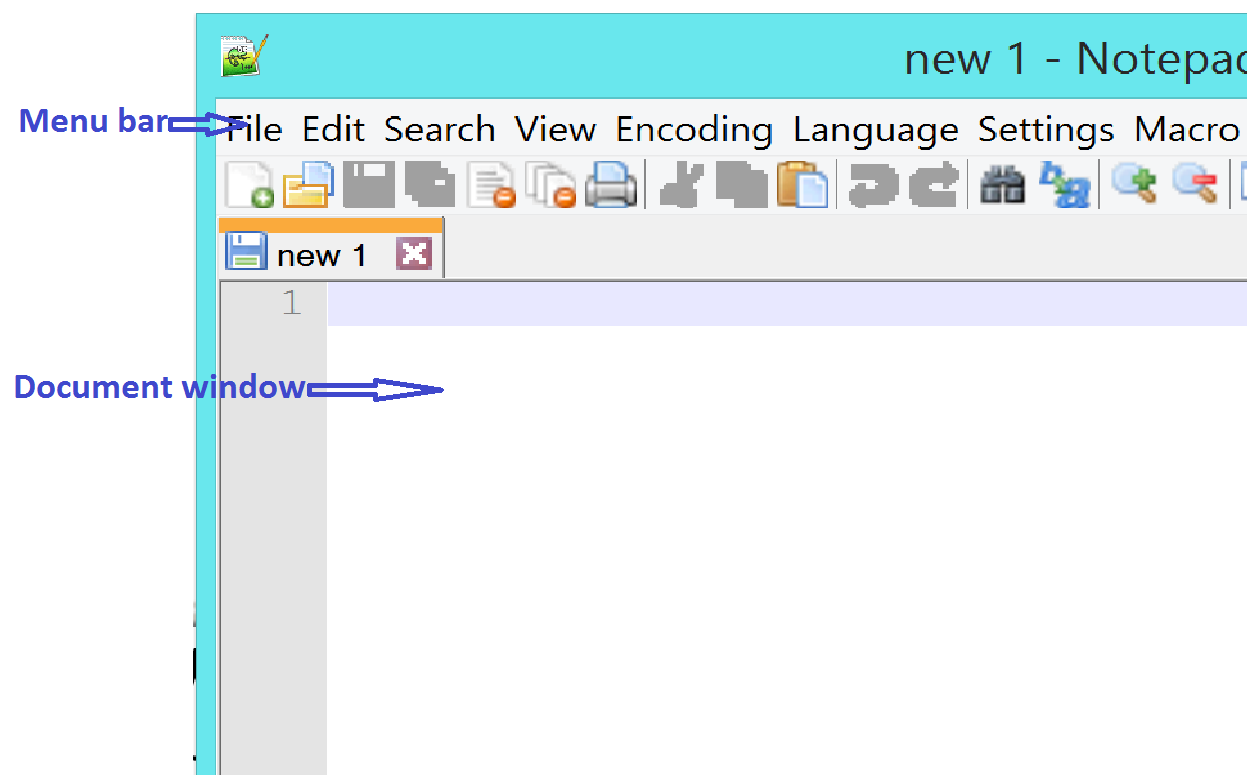 new 1 - Notepad
Menu bar
File Edit Search View Encoding Language Settings Macro
new 1
1
Document window